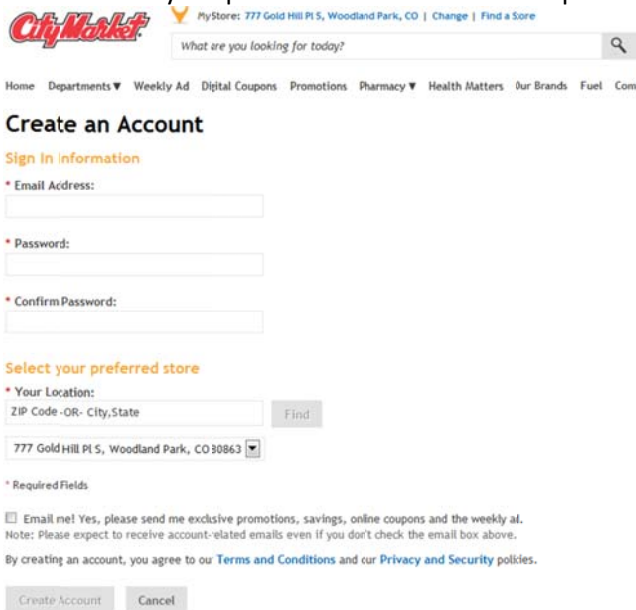 City Market
MyStore: 777 Gold Hill Pl S, Woodland Park, CO | Change | Find a Sore
What are you looking for today?
Home Departments▼ Weekly Ad Digital Coupons Promotions Pharmacy▼ Health Matters Our Brands Fuel Com
Create an Account
Sign In Information
* Email Address:
* Password:
* Confirm Password:
Select your preferred store
* Your Location:
ZIP Code -OR- City,State Find
777 Gold Hill Pl S, Woodland Park, CO 80863
* Required Fields
Email me! Yes, please send me exclusive promotions, savings, online coupons and the weekly al.
Note: Please expect to receive account-elated emails even if you don't check the email box above.
By creating an account, you agree to our Terms and Conditions and our Privacy and Security policies.
Create Account Cancel